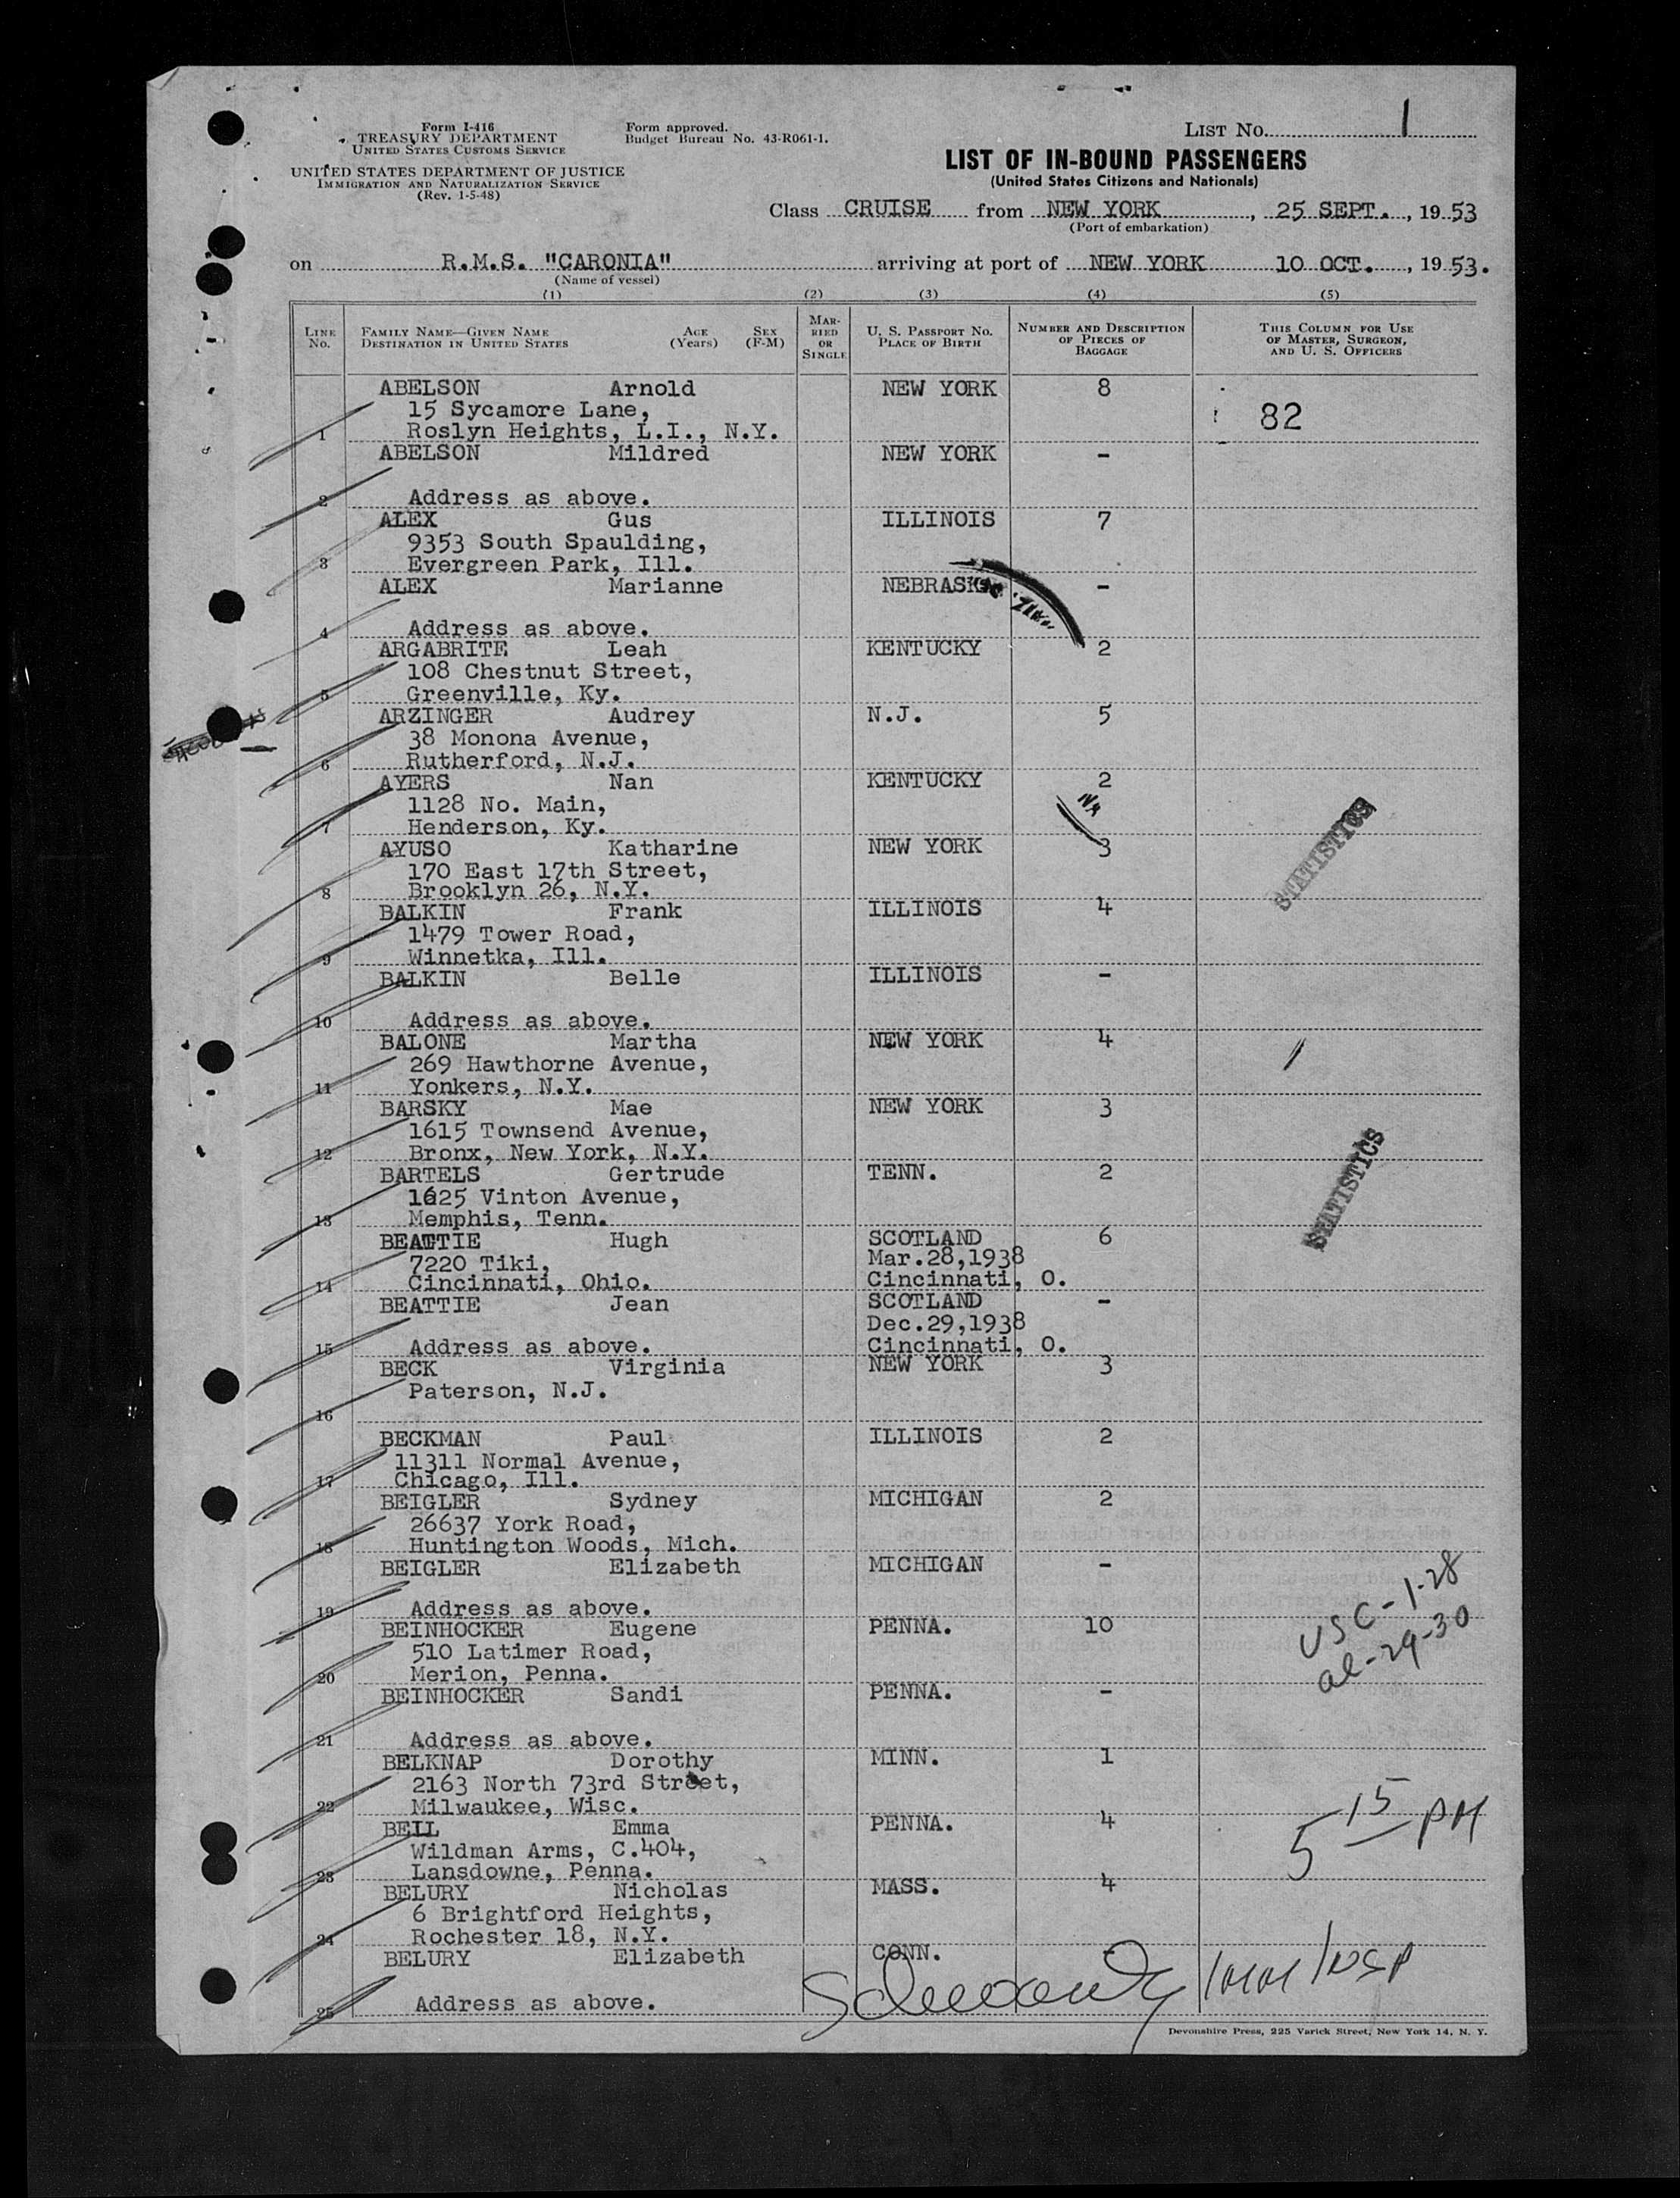 Form I-416
TREASURY DEPARTMENT
UNITED STATES CUSTOMS SERVICE
UNITED STATES DEPARTMENT OF JUSTICE
IMMIGRATION AND NATURALIZATION SERVICE
(Rev. 1-5-48)
Form approved.
Budget Bureau No. 43-R061-1.
LIST No. 1
LIST OF IN-BOUND PASSENGERS
(United States Citizens and Nationals)
Class CRUISE from NEW YORK, 25 SEPT., 19 53
(Port of embarkation)
on R.M.S. "CARONIA" arriving at port of NEW YORK 10 OCT., 19 53.
(Name of vessel)
(1) (2) (3) (4) (5)
LINE No. FAMILY NAME—GIVEN NAME DESTINATION IN UNITED STATES AGE (Years) SEX (F-M) MARRIED OR SINGLE U. S. PASSPORT No. PLACE OF BIRTH NUMBER AND DESCRIPTION OF PIECES OF BAGGAGE THIS COLUMN FOR USE OF MASTER, SURGEON, AND U. S. OFFICERS
ABELSON Arnold NEW YORK 8
15 Sycamore Lane, 82
1 Roslyn Heights, L.I., N.Y.
ABELSON Mildred NEW YORK -
2 Address as above.
ALEX Gus ILLINOIS 7
9353 South Spaulding,
3 Evergreen Park, Ill.
ALEX Marianne NEBRASKA -
4 Address as above.
ARGABRITE Leah KENTUCKY 2
108 Chestnut Street,
5 Greenville, Ky.
ARZINGER Audrey N.J. 5
38 Monona Avenue,
6 Rutherford, N.J.
AYERS Nan KENTUCKY 2
1128 No. Main,
7 Henderson, Ky.
AYUSO Katharine NEW YORK 3
170 East 17th Street,
8 Brooklyn 26, N.Y.
STATISTICS
BALKIN Frank ILLINOIS 4
1479 Tower Road,
9 Winnetka, Ill.
BALKIN Belle ILLINOIS -
10 Address as above.
BALONE Martha NEW YORK 4
269 Hawthorne Avenue,
11 Yonkers, N.Y.
BARSKY Mae NEW YORK 3
1615 Townsend Avenue,
12 Bronx, New York, N.Y.
BARTELS Gertrude TENN. 2
1625 Vinton Avenue,
13 Memphis, Tenn.
STATISTICS
BEATTIE Hugh SCOTLAND 6
7220 Tiki, Mar.28,1938
14 Cincinnati, Ohio. Cincinnati, O.
BEATTIE Jean SCOTLAND -
Dec.29,1938
15 Address as above. Cincinnati, O.
BECK Virginia NEW YORK 3
Paterson, N.J.
16
BECKMAN Paul ILLINOIS 2
11311 Normal Avenue,
17 Chicago, Ill.
BEIGLER Sydney MICHIGAN 2
26637 York Road,
18 Huntington Woods, Mich.
BEIGLER Elizabeth MICHIGAN -
19 Address as above.
USC - 1-28
al - 29-30
BEINHOCKER Eugene PENNA. 10
510 Latimer Road,
20 Merion, Penna.
BEINHOCKER Sandi PENNA. -
21 Address as above.
BELKNAP Dorothy MINN. 1
2163 North 73rd Street,
22 Milwaukee, Wisc.
5 15 PM
BELL Emma PENNA. 4
Wildman Arms, C.404,
23 Lansdowne, Penna.
BELURY Nicholas MASS. 4
6 Brightford Heights,
24 Rochester 18, N.Y.
BELURY Elizabeth CONN. -
25 Address as above.
Devonshire Press, 225 Varick Street, New York 14, N. Y.